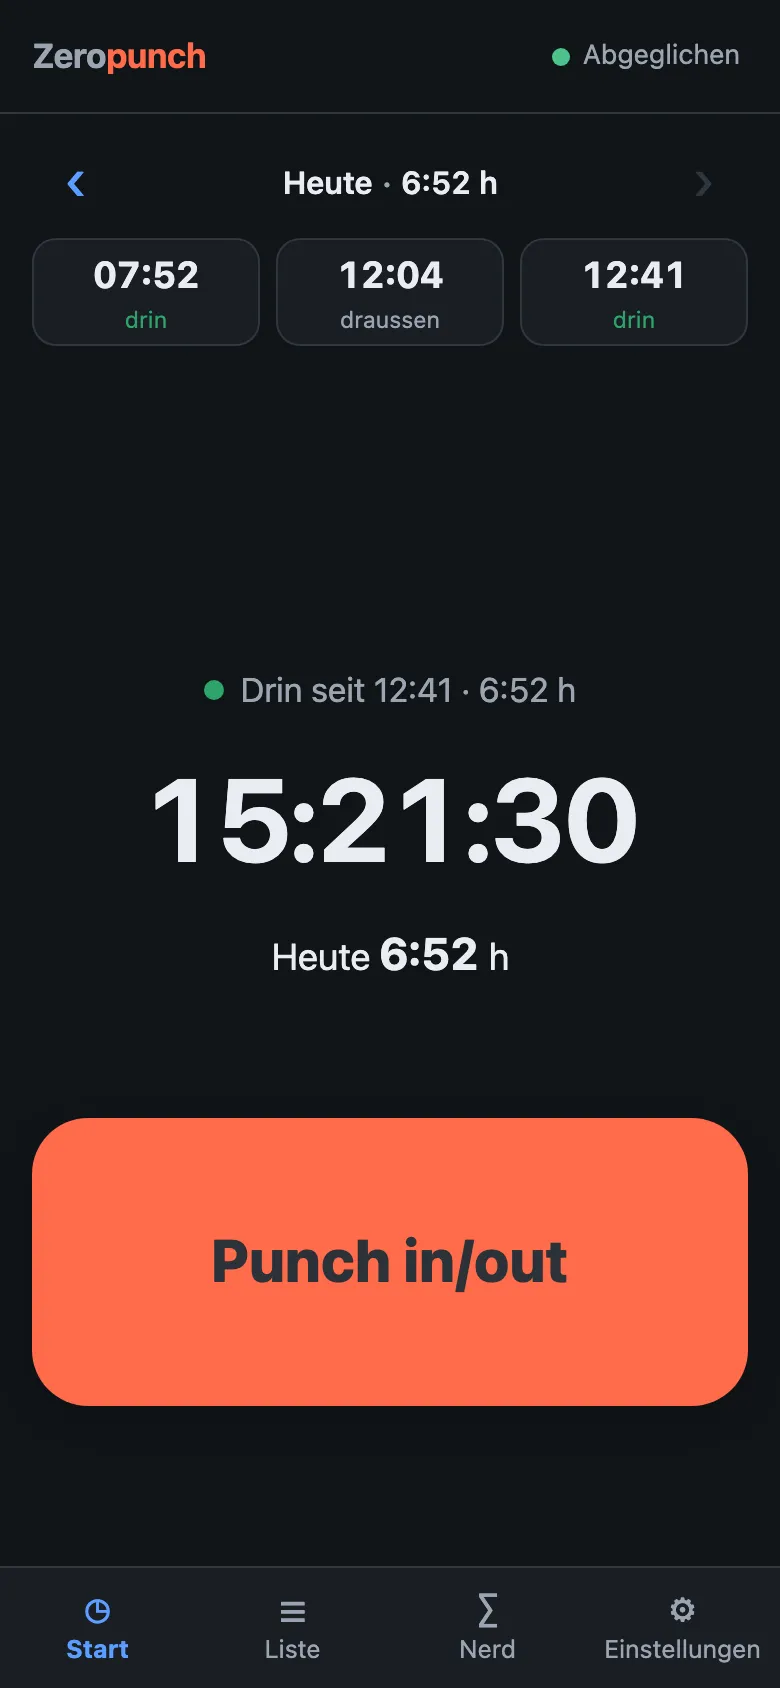 Zeropunch
Abgeglichen
Heute · 6:52 h
07:52
drin
12:04
draussen
12:41
drin
Drin seit 12:41 · 6:52 h
15:21:30
Heute 6:52 h
Punch in/out
Start
Liste
Nerd
Einstellungen